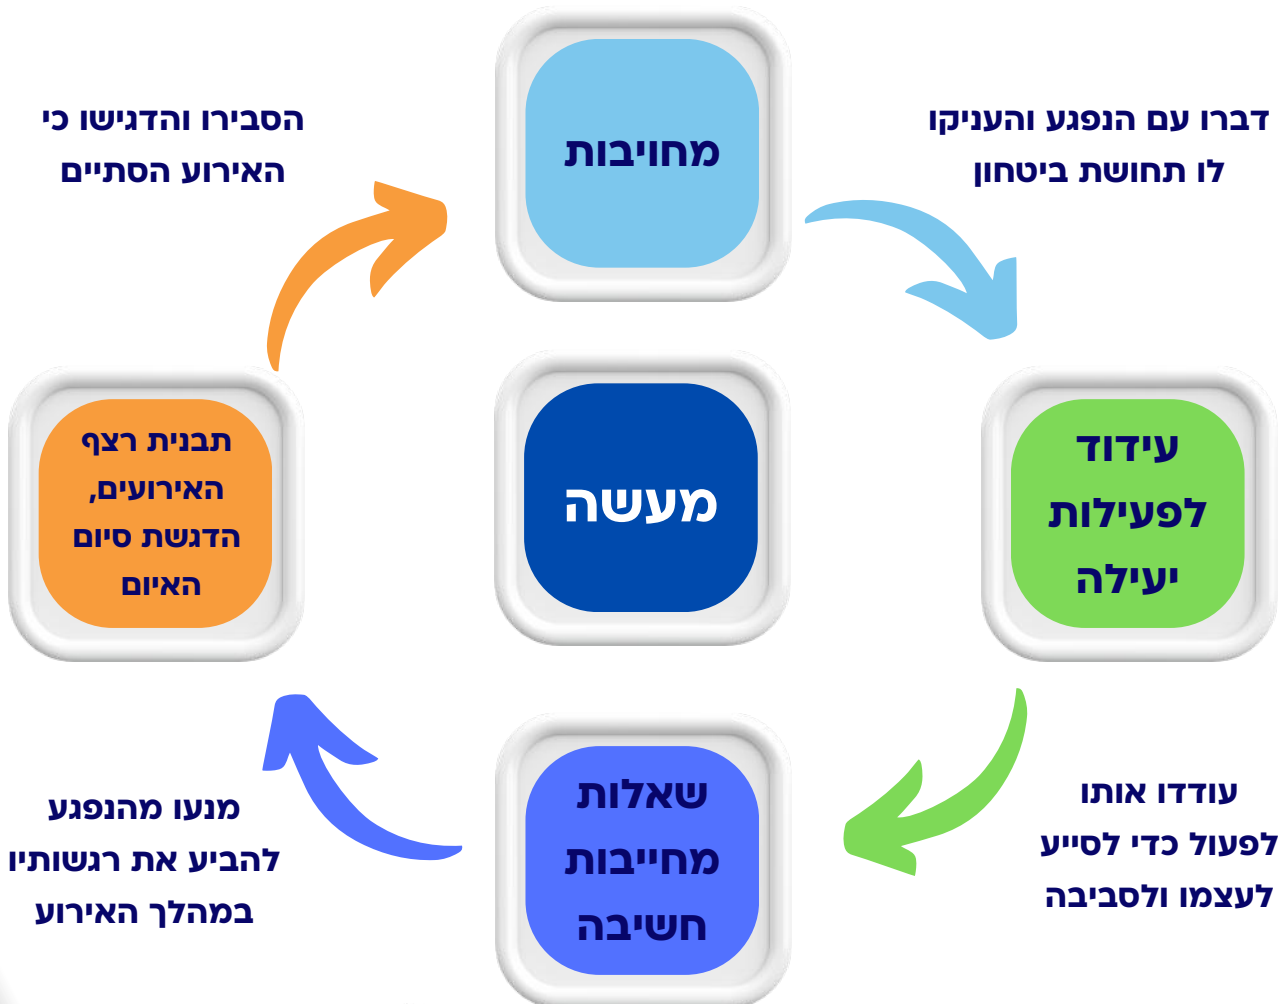 מחויבות
דברו עם הנפגע והעניקו
לו תחושת ביטחון
עידוד
לפעילות
יעילה
עודדו אותו
לפעול כדי לסייע
לעצמו ולסביבה
שאלות
מחייבות
חשיבה
מנעו מהנפגע
להביע את רגשותיו
במהלך האירוע
תבנית רצף
האירועים,
הדגשת סיום
האיום
הסבירו והדגישו כי
האירוע הסתיים
מעשה